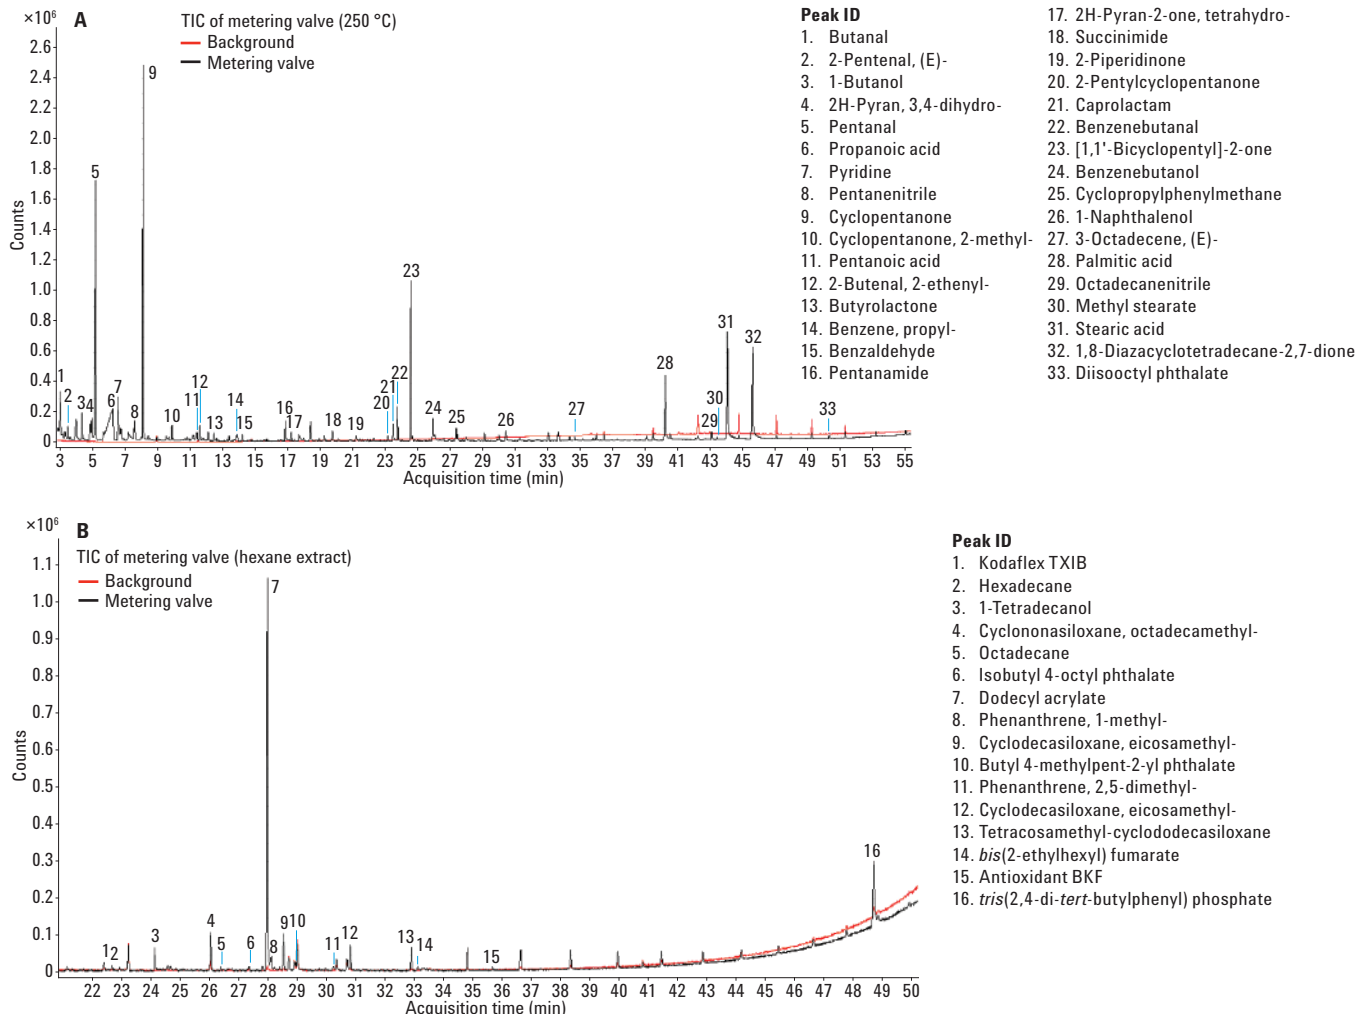 ×10⁶
A
TIC of metering valve (250 °C)
Background
Metering valve
2.6
2.4
2.2
2.0
1.8
1.6
1.4
1.2
1.0
0.8
0.6
0.4
0.2
0
Counts
1
2
3
4
5
6
7
8
9
10
11
12
13
14
15
16
17
18
19
20
21
22
23
24
25
26
27
28
29
30
31
32
33
3 5 7 9 11 13 15 17 19 21 23 25 27 29 31 33 35 37 39 41 43 45 47 49 51 53 55
Acquisition time (min)
Peak ID
1. Butanal
2. 2-Pentenal, (E)-
3. 1-Butanol
4. 2H-Pyran, 3,4-dihydro-
5. Pentanal
6. Propanoic acid
7. Pyridine
8. Pentanenitrile
9. Cyclopentanone
10. Cyclopentanone, 2-methyl-
11. Pentanoic acid
12. 2-Butenal, 2-ethenyl-
13. Butyrolactone
14. Benzene, propyl-
15. Benzaldehyde
16. Pentanamide
17. 2H-Pyran-2-one, tetrahydro-
18. Succinimide
19. 2-Piperidinone
20. 2-Pentylcyclopentanone
21. Caprolactam
22. Benzenebutanal
23. [1,1'-Bicyclopentyl]-2-one
24. Benzenebutanol
25. Cyclopropylphenylmethane
26. 1-Naphthalenol
27. 3-Octadecene, (E)-
28. Palmitic acid
29. Octadecanenitrile
30. Methyl stearate
31. Stearic acid
32. 1,8-Diazacyclotetradecane-2,7-dione
33. Diisooctyl phthalate
×10⁶
B
TIC of metering valve (hexane extract)
Background
Metering valve
1.1
1.0
0.9
0.8
0.7
0.6
0.5
0.4
0.3
0.2
0.1
0
Counts
1
2
3
4
5
6
7
8
9
10
11
12
13
14
15
16
22 23 24 25 26 27 28 29 30 31 32 33 34 35 36 37 38 39 40 41 42 43 44 45 46 47 48 49 50
Acquisition time (min)
Peak ID
1. Kodaflex TXIB
2. Hexadecane
3. 1-Tetradecanol
4. Cyclononasiloxane, octadecamethyl-
5. Octadecane
6. Isobutyl 4-octyl phthalate
7. Dodecyl acrylate
8. Phenanthrene, 1-methyl-
9. Cyclodecasiloxane, eicosamethyl-
10. Butyl 4-methylpent-2-yl phthalate
11. Phenanthrene, 2,5-dimethyl-
12. Cyclodecasiloxane, eicosamethyl-
13. Tetracosamethyl-cyclododecasiloxane
14. bis(2-ethylhexyl) fumarate
15. Antioxidant BKF
16. tris(2,4-di-tert-butylphenyl) phosphate